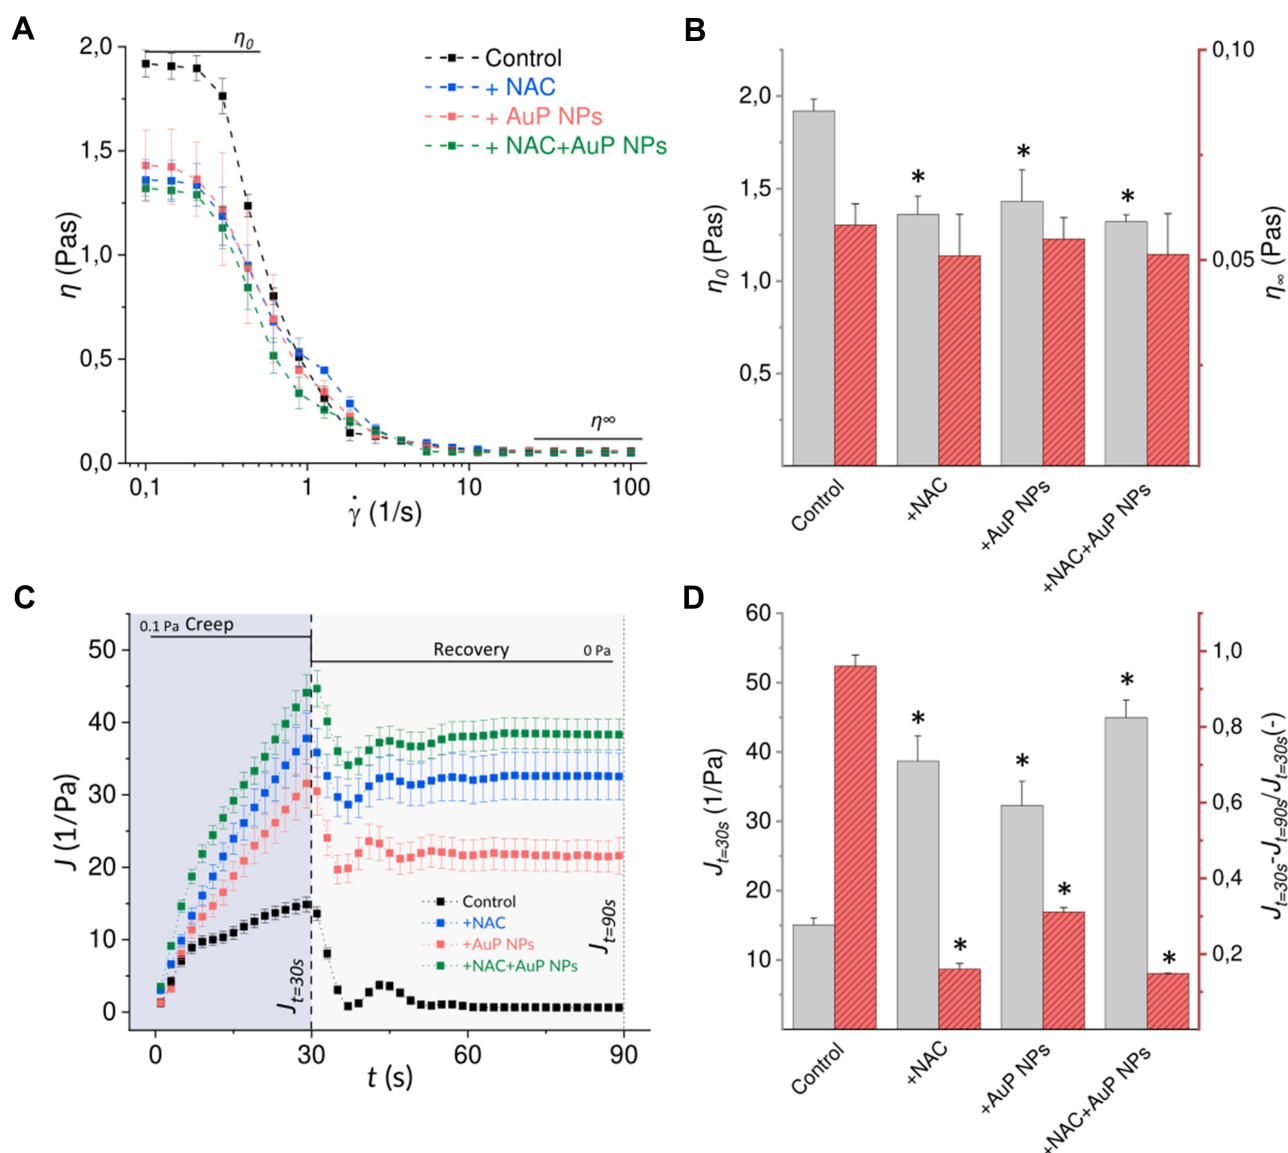 A
η0
2,0
1,5
1,0
0,5
0,0
η (Pas)
Control
+ NAC
+ AuP NPs
+ NAC+AuP NPs
η∞
0,1
1
10
100
γ̇ (1/s)
B
2,0
1,5
1,0
0,5
η0 (Pas)
0,10
0,05
η∞ (Pas)
*
*
*
Control
+NAC
+AuP NPs
+NAC+AuP NPs
C
0.1 Pa Creep
Recovery
0 Pa
50
40
30
20
10
0
J (1/Pa)
Control
+NAC
+AuP NPs
+NAC+AuP NPs
Jt=30s
Jt=90s
0
30
60
90
t (s)
D
60
50
40
30
20
10
Jt=30s (1/Pa)
1,0
0,8
0,6
0,4
0,2
Jt=30s-Jt=90s/Jt=30s(-)
*
*
*
*
*
*
Control
+NAC
+AuP NPs
+NAC+AuP NPs